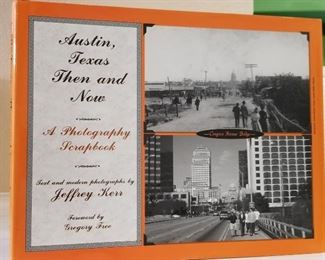 Austin,
Texas
Then and
Now
A Photography
Scrapbook
Text and modern photographs by
Jeffrey Kerr
Foreword by
Gregory Free
Congress Avenue Bridge